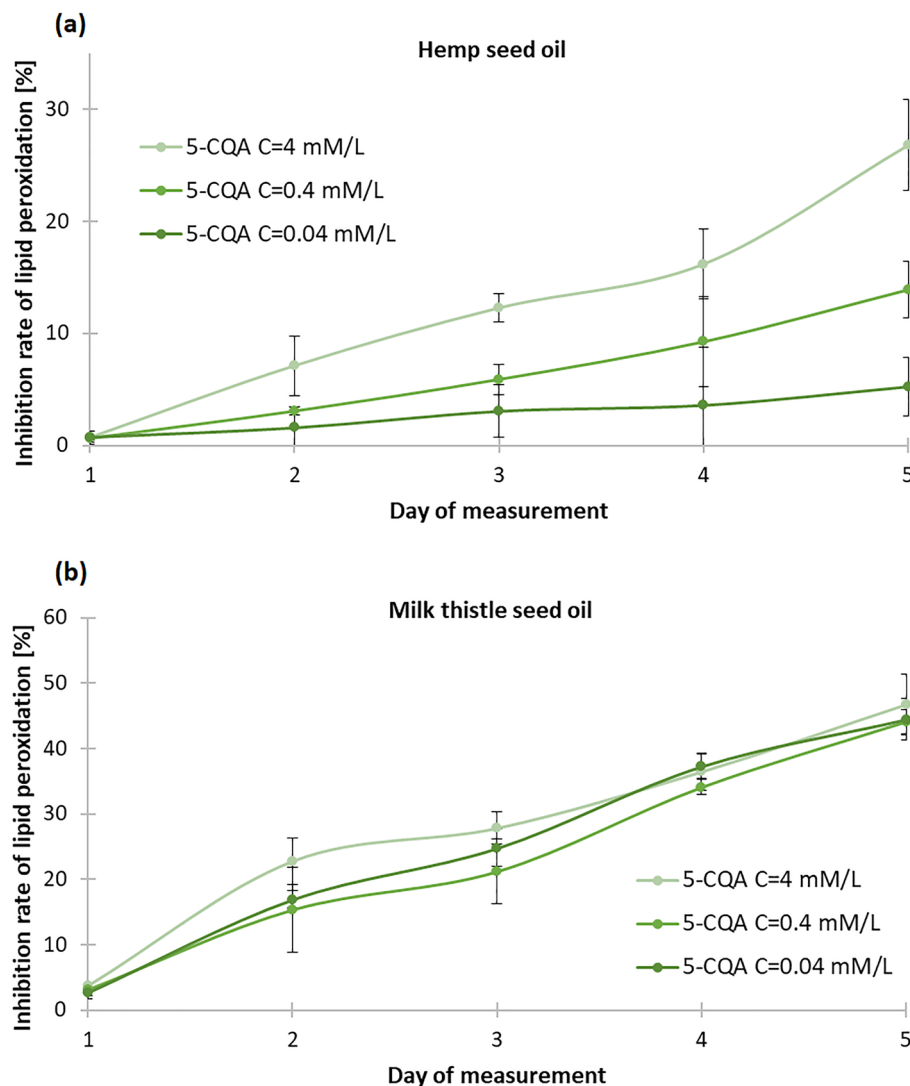 (a)
Hemp seed oil
Inhibition rate of lipid peroxidation [%]
30
20
10
0
5-CQA C=4 mM/L
5-CQA C=0.4 mM/L
5-CQA C=0.04 mM/L
1 2 3 4 5
Day of measurement
(b)
Milk thistle seed oil
Inhibition rate of lipid peroxidation [%]
60
50
40
30
20
10
0
5-CQA C=4 mM/L
5-CQA C=0.4 mM/L
5-CQA C=0.04 mM/L
1 2 3 4 5
Day of measurement